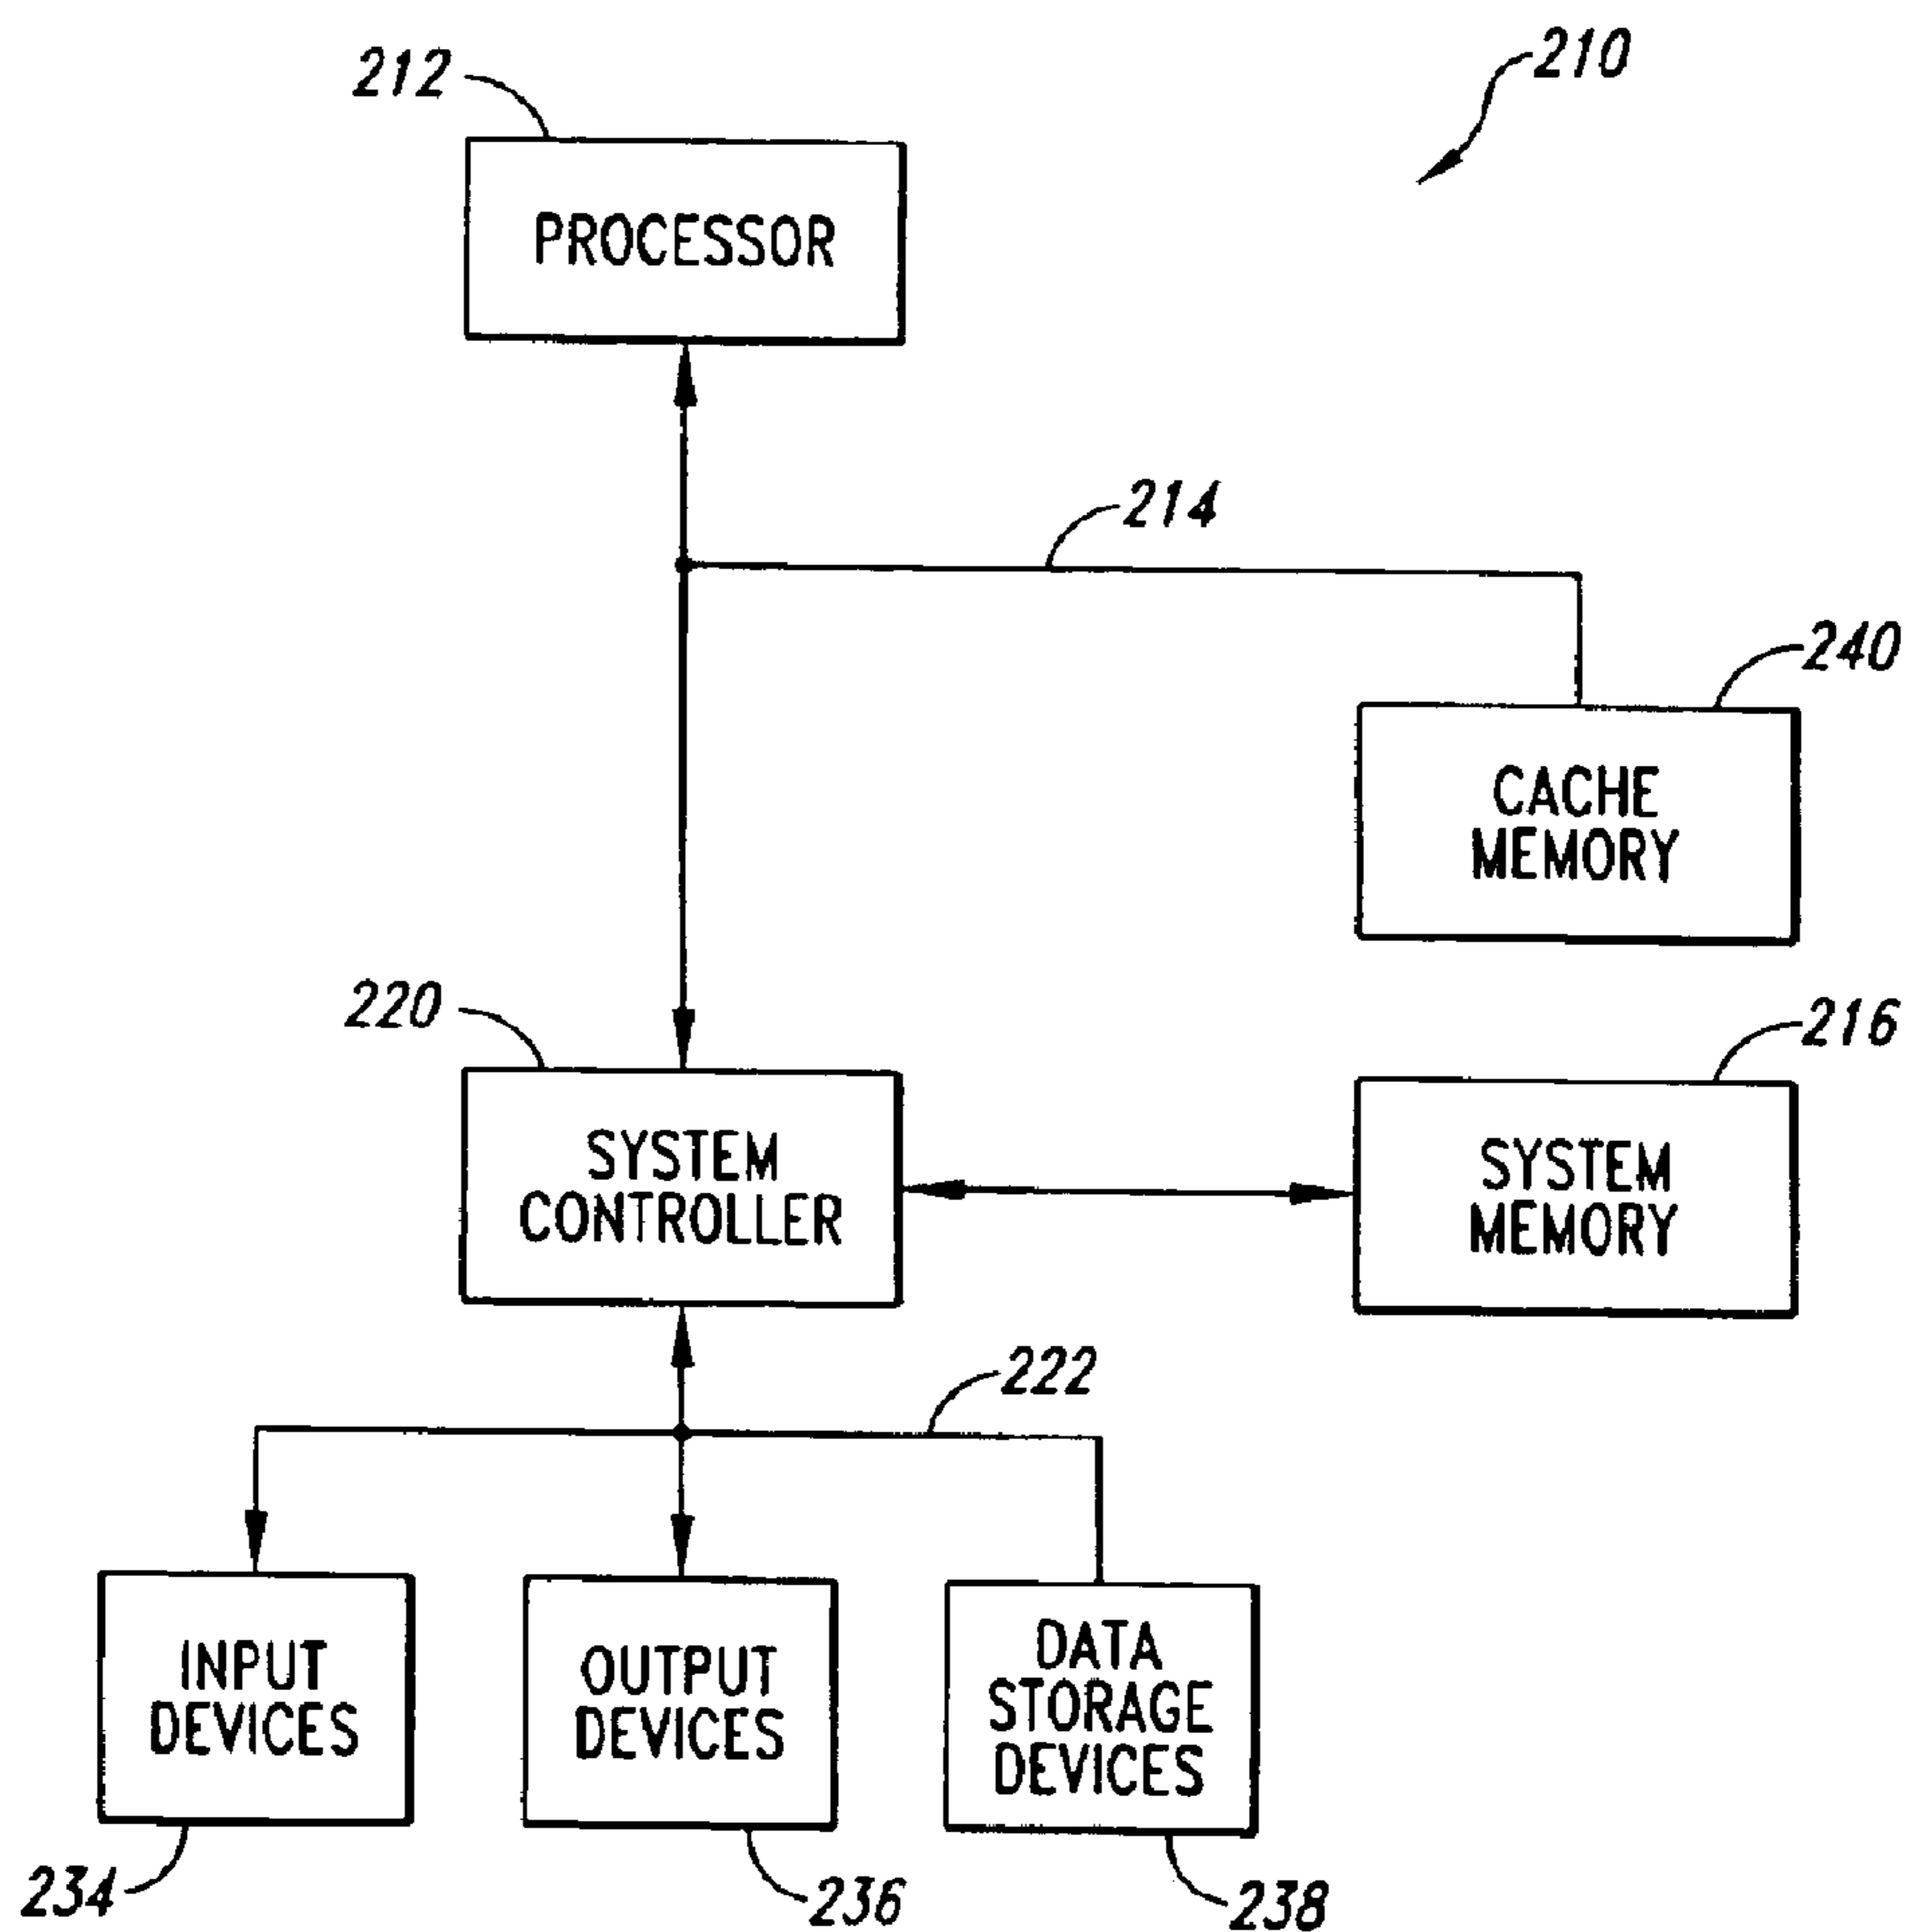 212
210
PROCESSOR
214
240
CACHE
MEMORY
220
216
SYSTEM
CONTROLLER
SYSTEM
MEMORY
222
INPUT
DEVICES
OUTPUT
DEVICES
DATA
STORAGE
DEVICES
234
236
238